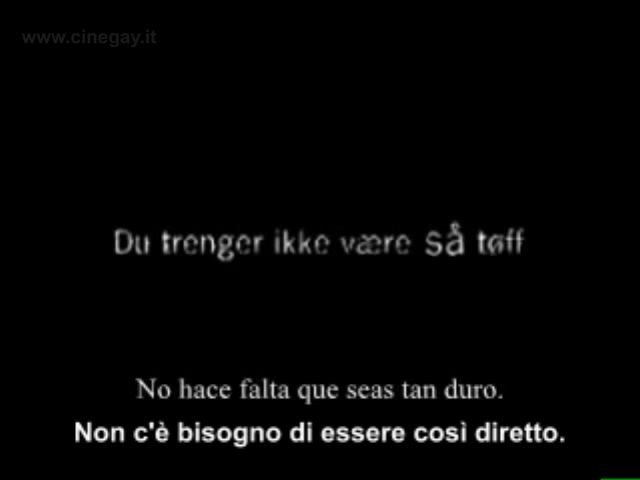 www.cinegay.it
Du trenger ikke være så tøff
No hace falta que seas tan duro.
Non c'è bisogno di essere così diretto.